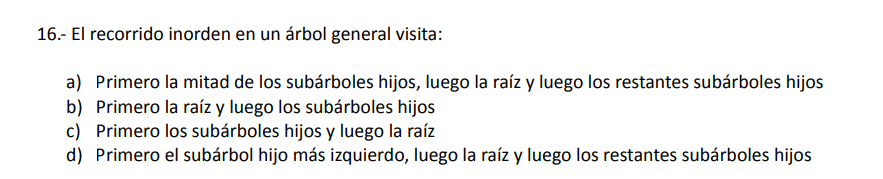 16.- El recorrido inorden en un árbol general visita:
a) Primero la mitad de los subárboles hijos, luego la raíz y luego los restantes subárboles hijos
b) Primero la raíz y luego los subárboles hijos
c) Primero los subárboles hijos y luego la raíz
d) Primero el subárbol hijo más izquierdo, luego la raíz y luego los restantes subárboles hijos